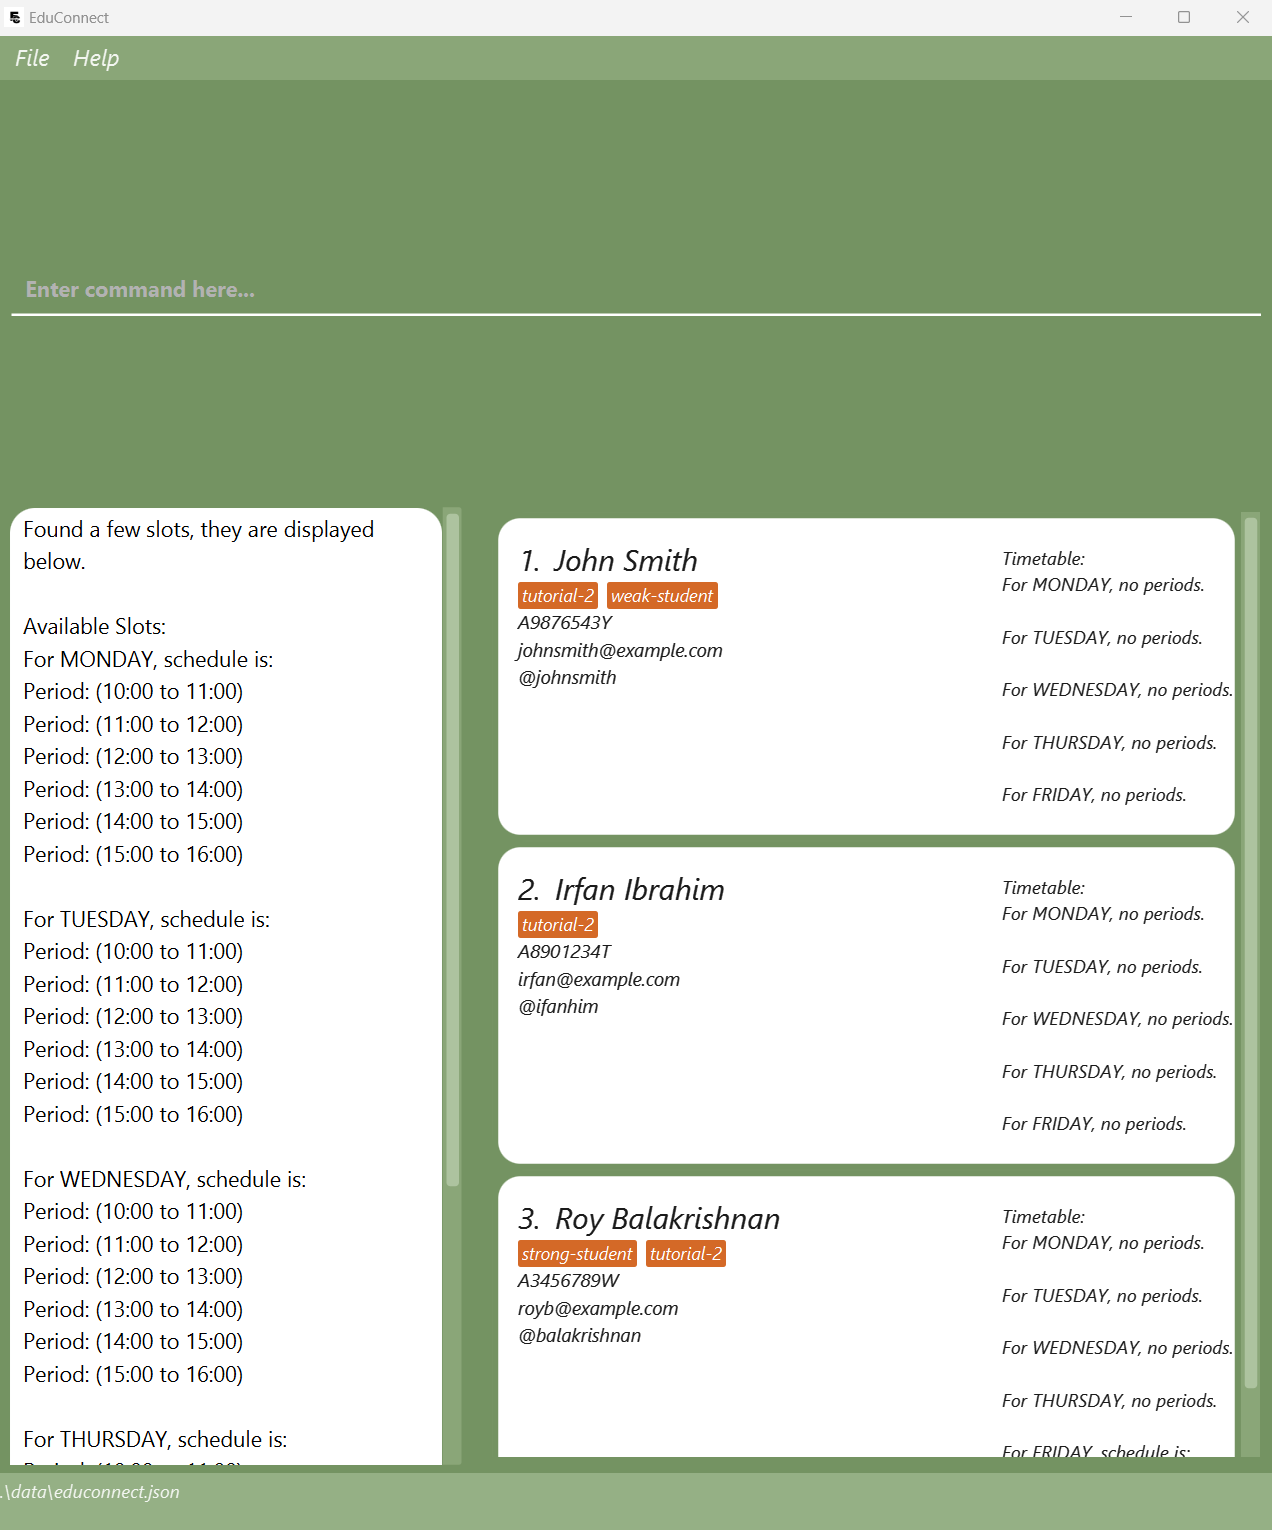 EduConnect
File Help
Enter command here...
Found a few slots, they are displayed
below.
Available Slots:
For MONDAY, schedule is:
Period: (10:00 to 11:00)
Period: (11:00 to 12:00)
Period: (12:00 to 13:00)
Period: (13:00 to 14:00)
Period: (14:00 to 15:00)
Period: (15:00 to 16:00)
For TUESDAY, schedule is:
Period: (10:00 to 11:00)
Period: (11:00 to 12:00)
Period: (12:00 to 13:00)
Period: (13:00 to 14:00)
Period: (14:00 to 15:00)
Period: (15:00 to 16:00)
For WEDNESDAY, schedule is:
Period: (10:00 to 11:00)
Period: (11:00 to 12:00)
Period: (12:00 to 13:00)
Period: (13:00 to 14:00)
Period: (14:00 to 15:00)
Period: (15:00 to 16:00)
For THURSDAY, schedule is:
1. John Smith
tutorial-2 weak-student
A9876543Y
johnsmith@example.com
@johnsmith
Timetable:
For MONDAY, no periods.
For TUESDAY, no periods.
For WEDNESDAY, no periods.
For THURSDAY, no periods.
For FRIDAY, no periods.
2. Irfan Ibrahim
tutorial-2
A8901234T
irfan@example.com
@ifanhim
Timetable:
For MONDAY, no periods.
For TUESDAY, no periods.
For WEDNESDAY, no periods.
For THURSDAY, no periods.
For FRIDAY, no periods.
3. Roy Balakrishnan
strong-student tutorial-2
A3456789W
royb@example.com
@balakrishnan
Timetable:
For MONDAY, no periods.
For TUESDAY, no periods.
For WEDNESDAY, no periods.
For THURSDAY, no periods.
For FRIDAY, schedule is:
.\data\educonnect.json